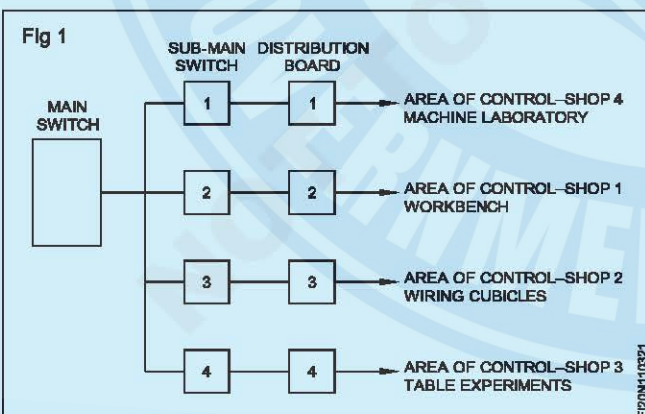 Fig 1
SUB-MAIN SWITCH
DISTRIBUTION BOARD
MAIN SWITCH
1
1
AREA OF CONTROL–SHOP 4
MACHINE LABORATORY
2
2
AREA OF CONTROL–SHOP 1
WORKBENCH
3
3
AREA OF CONTROL–SHOP 2
WIRING CUBICLES
4
4
AREA OF CONTROL–SHOP 3
TABLE EXPERIMENTS